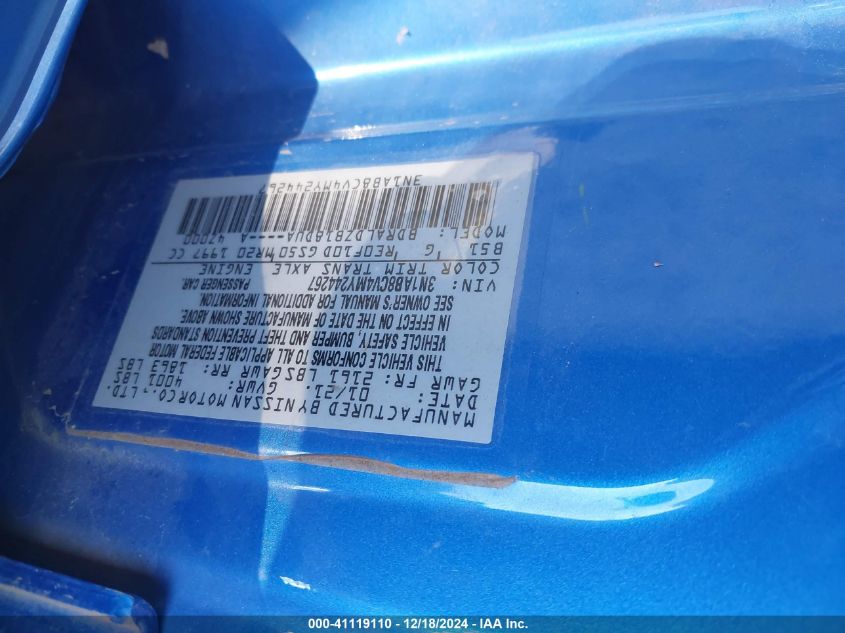 MANUFACTURED BY NISSAN MOTOR CO., LTD.
DATE: 01/21 GVWR: 4001 LBS
GAWR FR: 2161 LBS GAWR RR: 1863 LBS
THIS VEHICLE CONFORMS TO ALL APPLICABLE FEDERAL MOTOR
VEHICLE SAFETY, BUMPER AND THEFT PREVENTION STANDARDS
IN EFFECT ON THE DATE OF MANUFACTURE SHOWN ABOVE.
SEE OWNER'S MANUAL FOR ADDITIONAL INFORMATION.
VIN: 3N1AB8CV4MY244267 PASSENGER CAR.
COLOR TRIM TRANS AXLE ENGINE
B51 G RE0F10D GS50 MR20 1997 CC
MODEL: BDRALDZB18DUA----A 47000
3N1AB8CV4MY244267
000-41119110 - 12/18/2024 - IAA Inc.